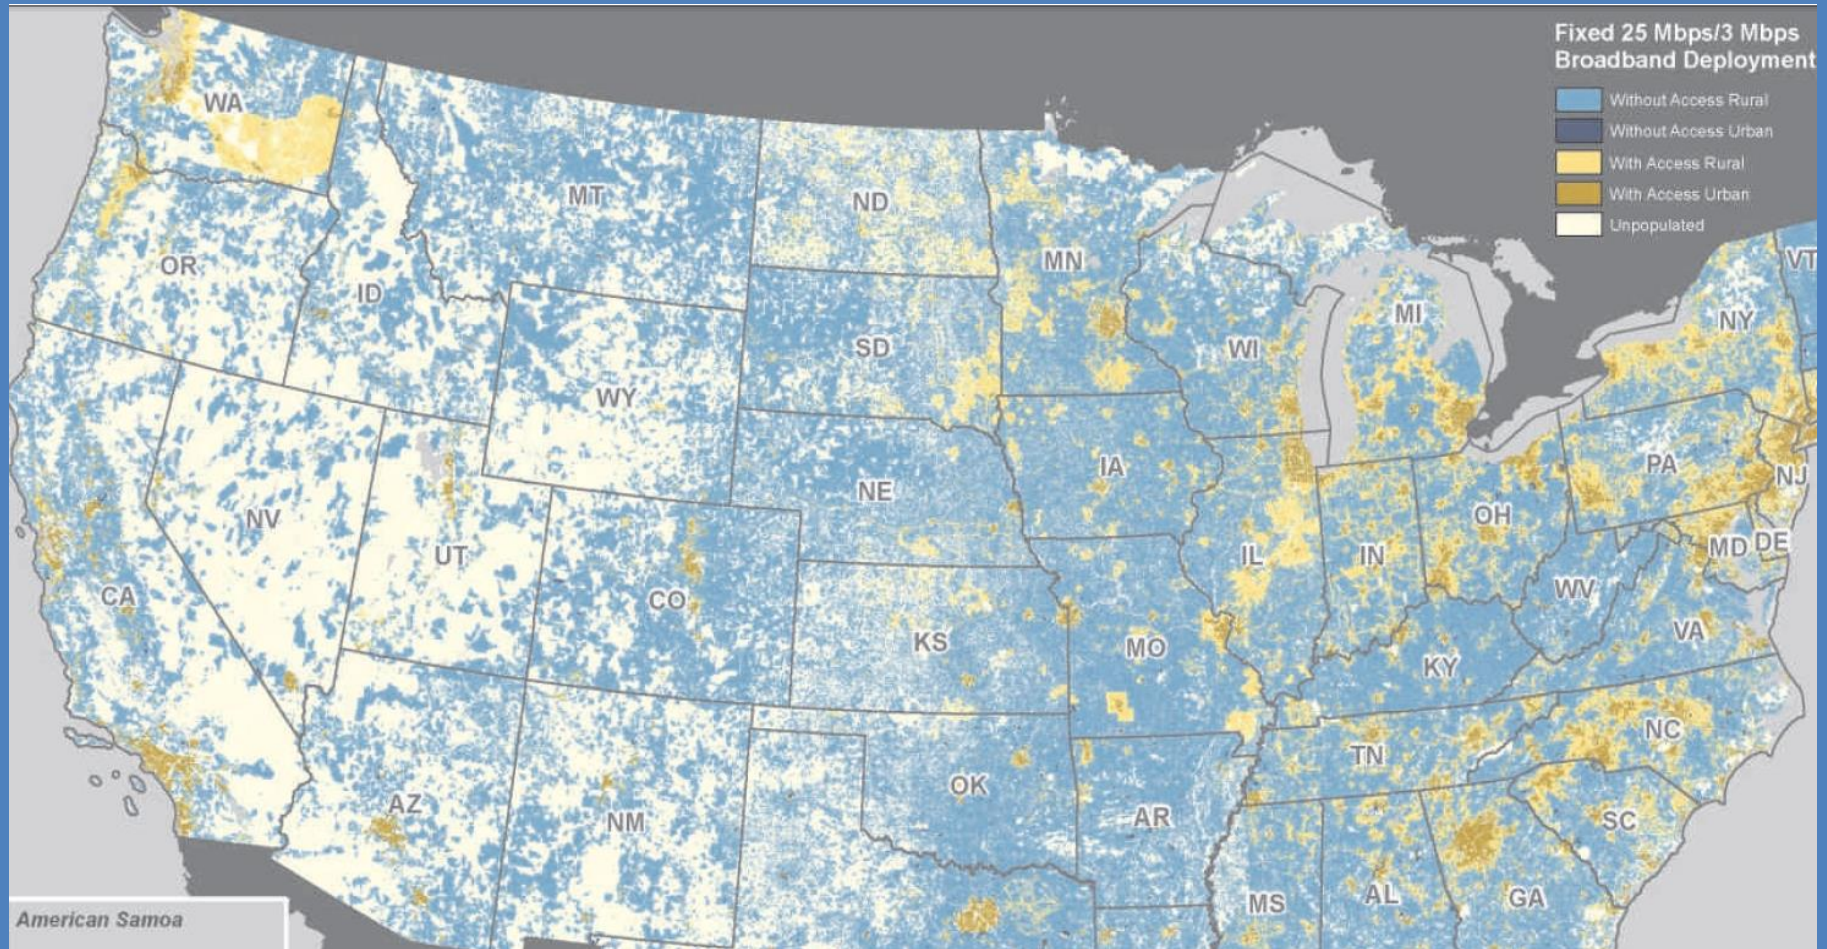 Fixed 25 Mbps/3 Mbps
Broadband Deployment
Without Access Rural
Without Access Urban
With Access Rural
With Access Urban
Unpopulated
WA
MT
ND
MN
OR
ID
SD
WI
MI
NY
VT
WY
NE
IA
PA
NJ
NV
UT
CO
IL
IN
OH
MD
DE
CA
KS
MO
WV
VA
KY
AZ
NM
OK
AR
TN
NC
SC
MS
AL
GA
American Samoa